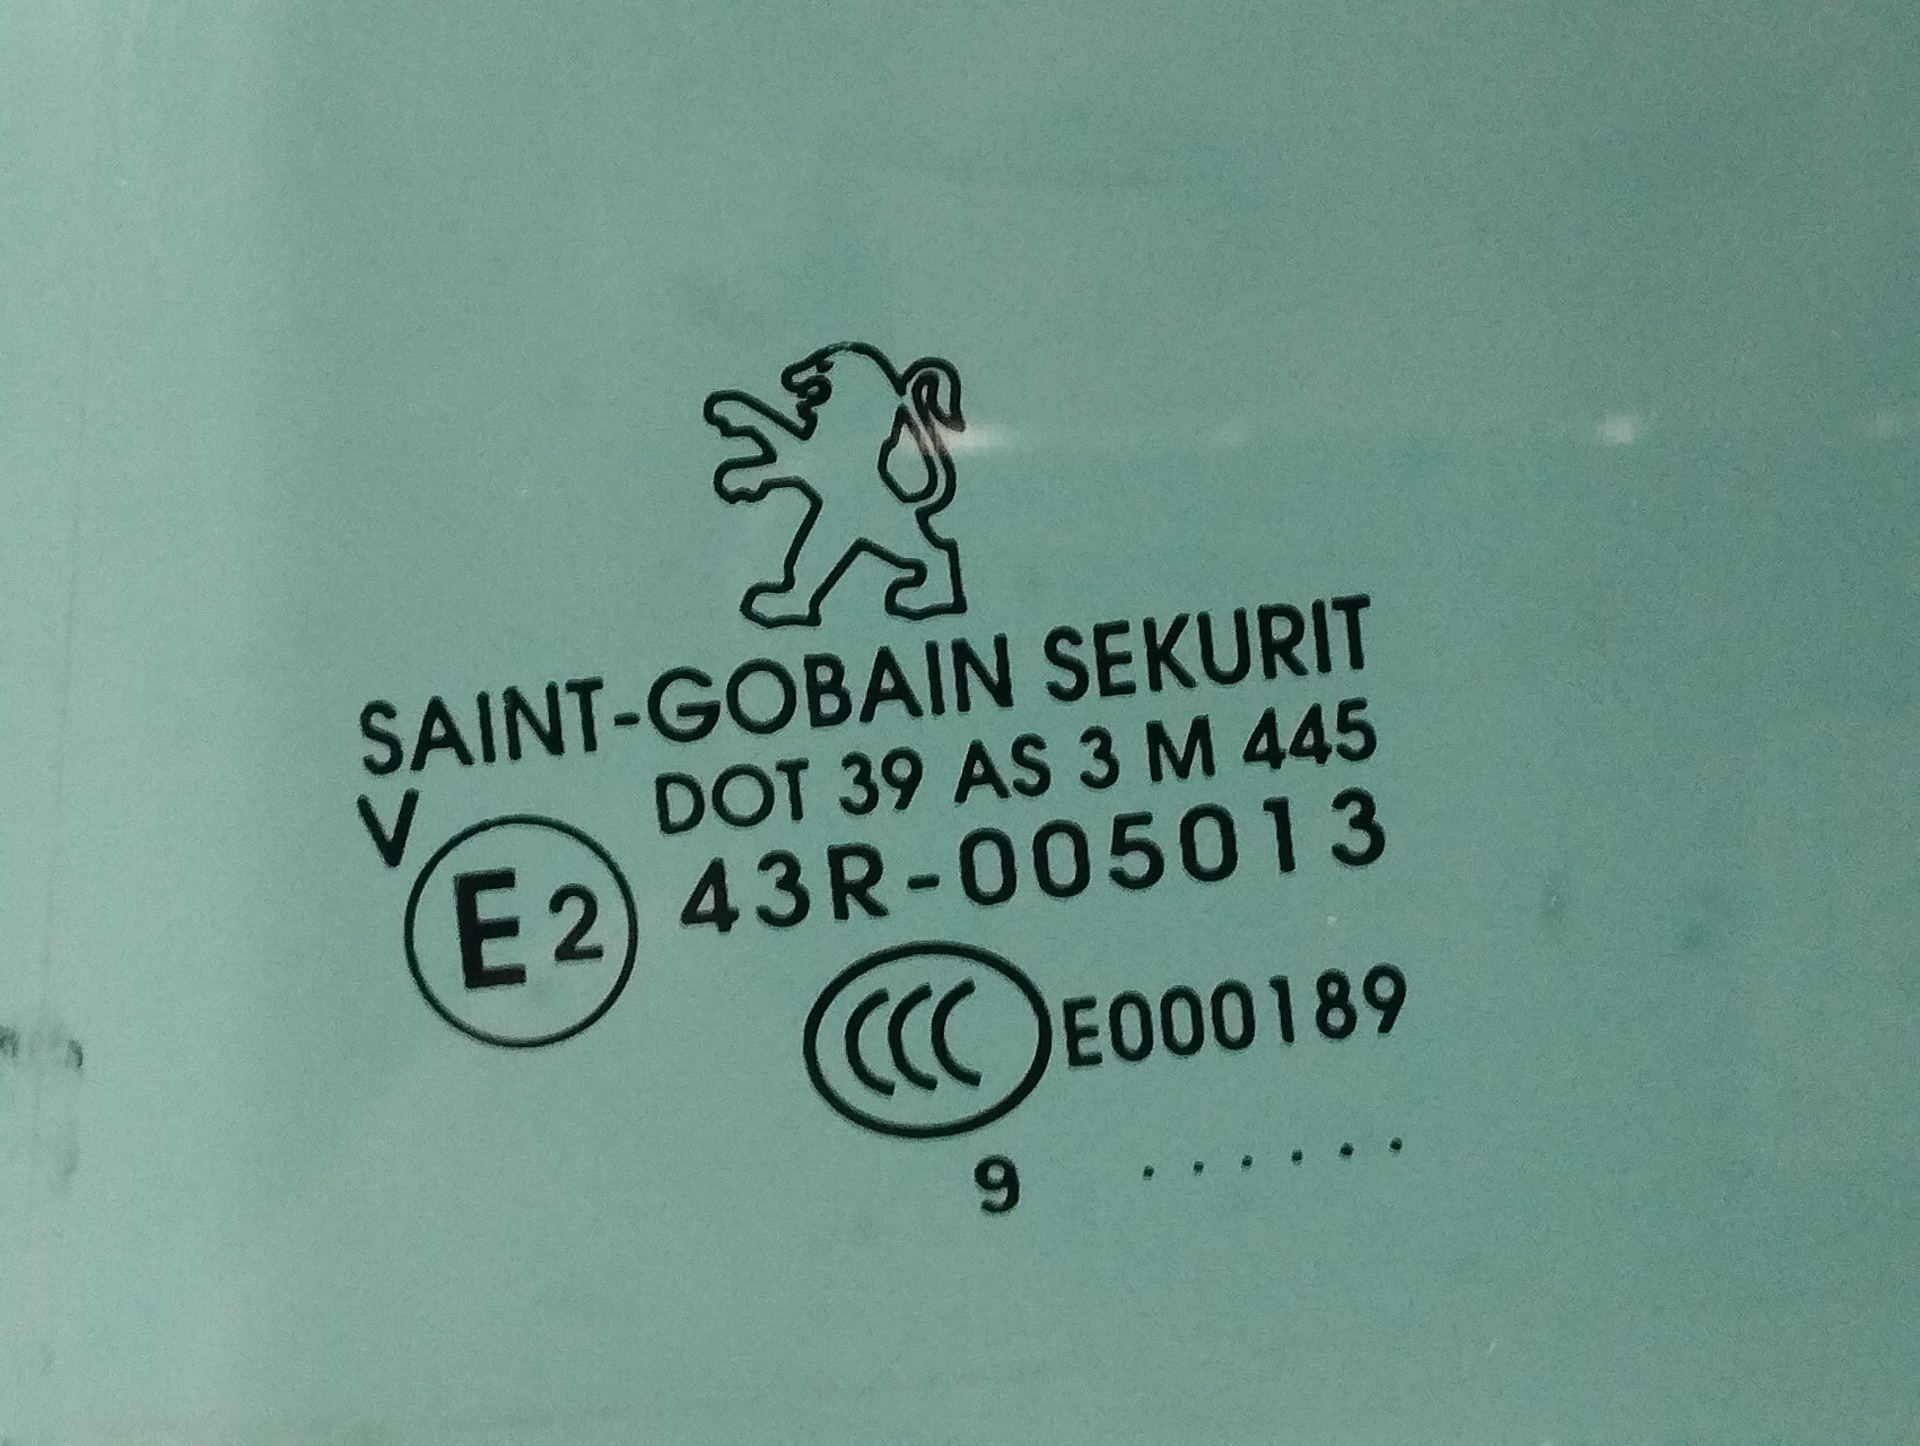 SAINT-GOBAIN SEKURIT
DOT 39 AS 3 M 445
V
E2 43R-005013
CCC E000189
9 ......